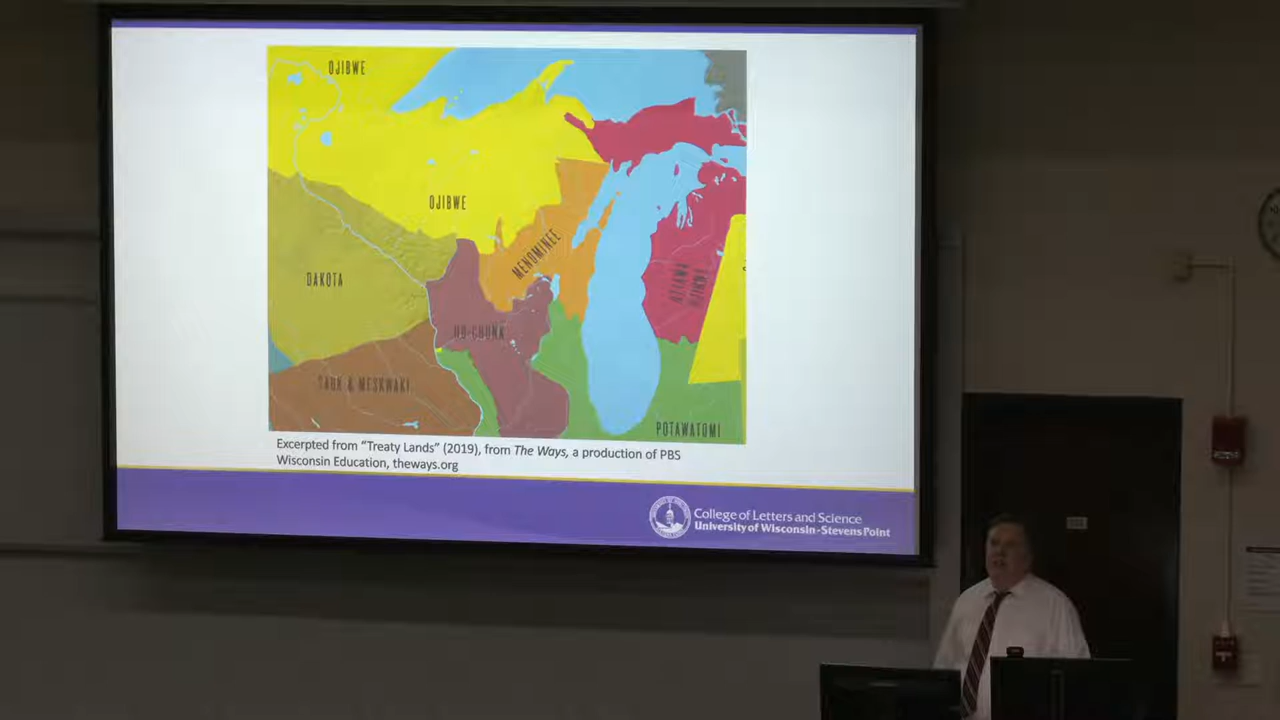 OJIBWE
OJIBWE
MENOMINEE
DAKOTA
HO-CHUNK
SAUK & MESKWAKI
POTAWATOMI
Excerpted from “Treaty Lands” (2019), from The Ways, a production of PBS
Wisconsin Education, theways.org
College of Letters and Science
University of Wisconsin-Stevens Point